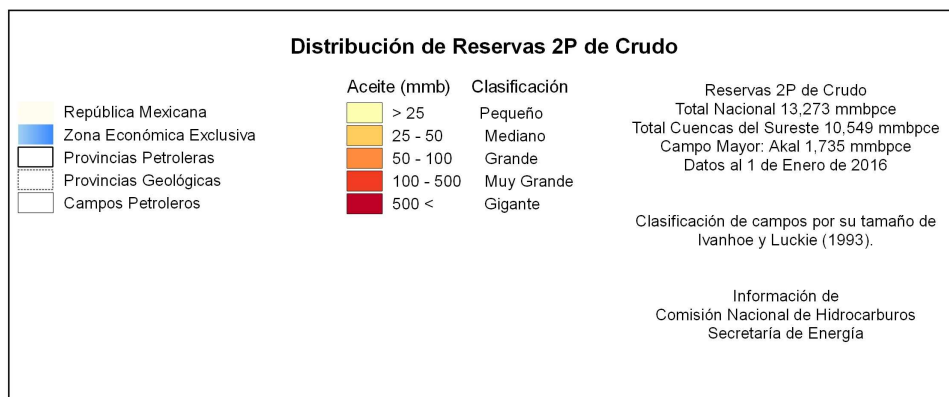 Distribución de Reservas 2P de Crudo
República Mexicana
Zona Económica Exclusiva
Provincias Petroleras
Provincias Geológicas
Campos Petroleros
Aceite (mmb) Clasificación
> 25 Pequeño
25 - 50 Mediano
50 - 100 Grande
100 - 500 Muy Grande
500 < Gigante
Reservas 2P de Crudo
Total Nacional 13,273 mmbpce
Total Cuencas del Sureste 10,549 mmbpce
Campo Mayor: Akal 1,735 mmbpce
Datos al 1 de Enero de 2016
Clasificación de campos por su tamaño de
Ivanhoe y Luckie (1993).
Información de
Comisión Nacional de Hidrocarburos
Secretaría de Energía